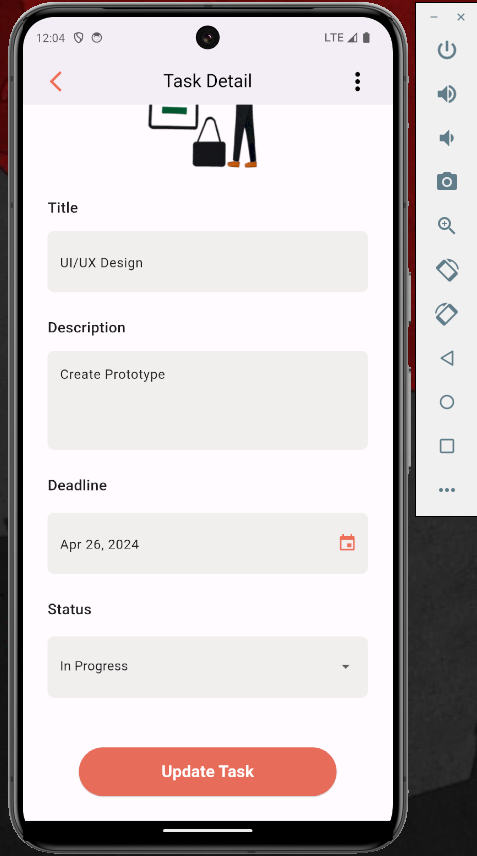 12:04
LTE
Task Detail
Title
UI/UX Design
Description
Create Prototype
Deadline
Apr 26, 2024
Status
In Progress
Update Task